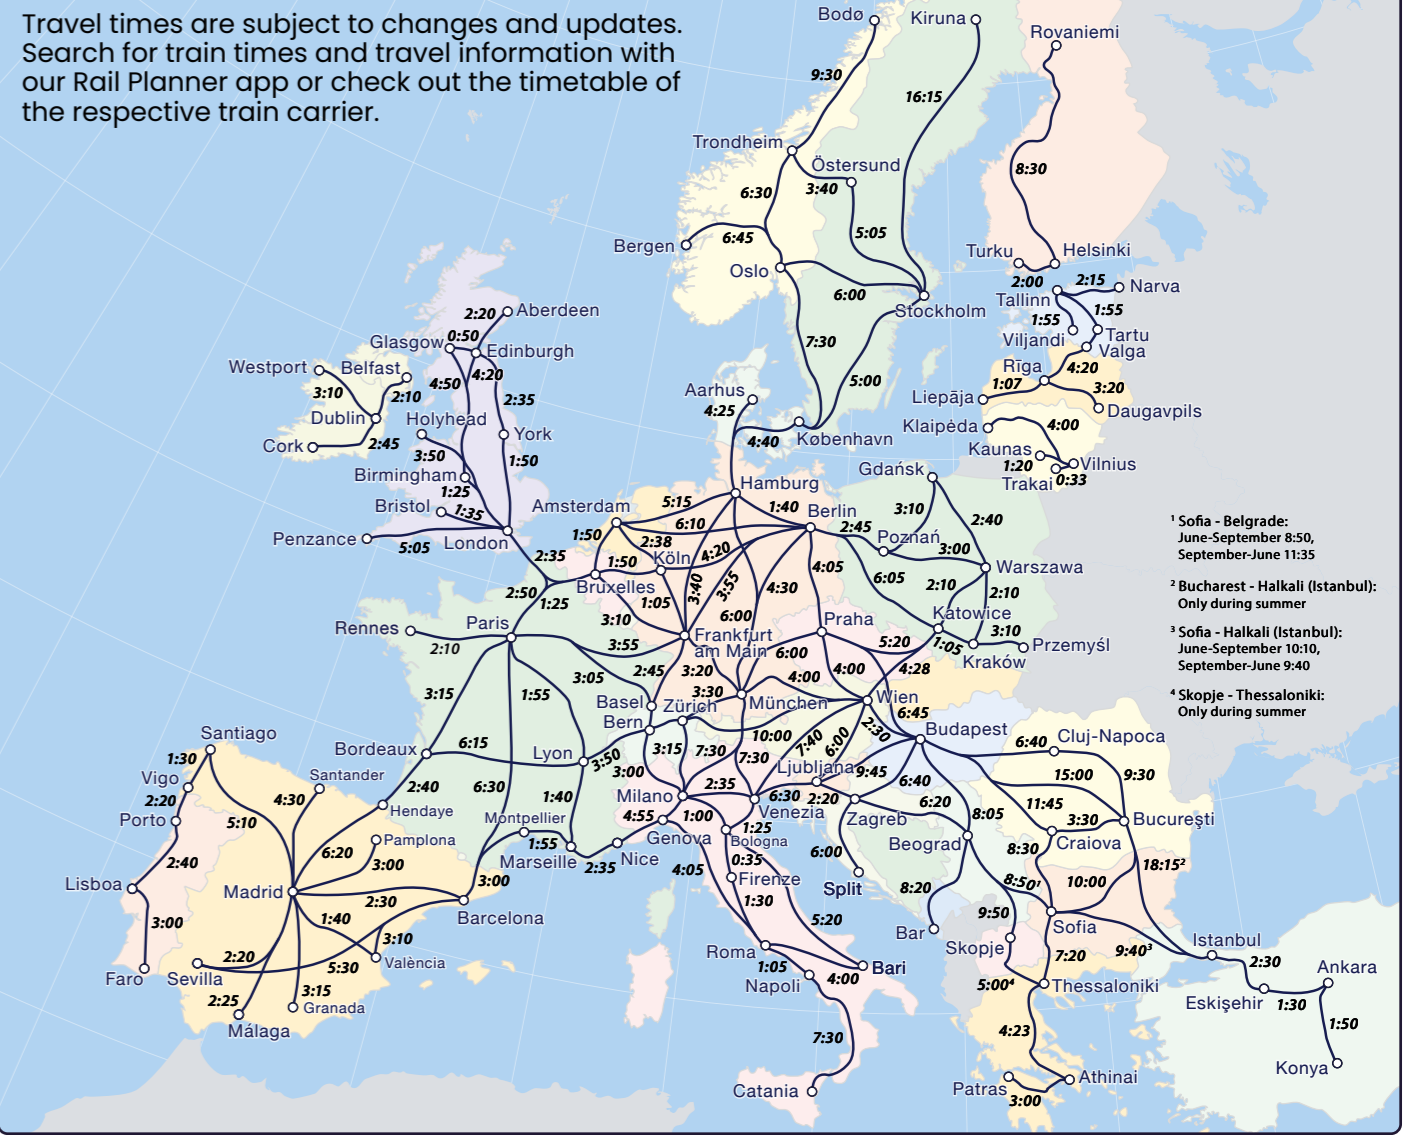 Travel times are subject to changes and updates.
Search for train times and travel information with
our Rail Planner app or check out the timetable of
the respective train carrier.
Bodø
Kiruna
Rovaniemi
9:30
16:15
Trondheim
Östersund
8:30
6:30
3:40
Bergen
6:45
5:05
Turku
Helsinki
Oslo
6:00
2:00
2:15
Narva
Tallinn
Stockholm
1:55
1:55
Aberdeen
2:20
0:50
Glasgow
Edinburgh
7:30
Viljandi
Tartu
Valga
Westport
Belfast
4:50
4:20
5:00
Rīga
4:20
3:10
2:10
Aarhus
1:07
3:20
Liepāja
2:35
4:25
Daugavpils
Dublin
Holyhead
Klaipėda
4:00
Cork
2:45
York
4:40
København
Kaunas
3:50
1:50
1:20
Vilnius
Birmingham
Gdańsk
Trakai
0:33
1:25
Hamburg
Bristol
1:35
Amsterdam
5:15
1:40
Berlin
3:10
2:40
Penzance
5:05
London
1:50
6:10
2:45
Poznań
2:35
2:38
4:20
3:00
1:50
Köln
4:05
Warszawa
Bruxelles
3:40
3:55
4:30
6:05
2:10
2:10
2:50
1:25
1:05
3:10
6:00
Praha
Katowice
Rennes
Paris
Frankfurt
am Main
3:10
2:10
3:55
5:20
1:05
Przemyśl
6:00
Kraków
3:05
2:45
3:20
4:00
4:28
3:15
1:55
3:30
4:00
Basel
Zürich
München
Wien
Bern
6:45
2:30
Budapest
10:00
7:40
6:00
Bordeaux
6:15
Lyon
3:50
3:15
7:30
7:30
3:00
Ljubljana
9:45
6:40
6:40
Cluj-Napoca
15:00
9:30
Santiago
1:30
Vigo
Santander
4:30
2:40
6:30
1:40
Milano
2:35
6:30
2:20
6:20
11:45
2:20
Hendaye
4:55
1:00
Venezia
Zagreb
8:05
3:30
Bucureşti
Porto
5:10
Montpellier
Genova
1:25
Bologna
Beograd
Craiova
Pamplona
1:55
Nice
8:30
6:20
3:00
Marseille
2:35
4:05
0:35
6:00
18:15²
2:40
3:00
Firenze
Split
8:20
8:50¹
10:00
Lisboa
Madrid
2:30
1:30
9:50
1:40
Barcelona
5:20
3:00
3:10
Bar
Skopje
Sofia
Istanbul
2:20
5:30
València
Roma
Bari
7:20
9:40³
2:30
Faro
Sevilla
1:05
4:00
Ankara
2:25
3:15
Granada
Napoli
5:00⁴
Thessaloniki
Eskişehir
1:30
Málaga
7:30
4:23
1:50
Catania
Patras
3:00
Athinai
Konya
¹ Sofia - Belgrade:
June-September 8:50,
September-June 11:35
² Bucharest - Halkali (Istanbul):
Only during summer
³ Sofia - Halkali (Istanbul):
June-September 10:10,
September-June 9:40
⁴ Skopje - Thessaloniki:
Only during summer